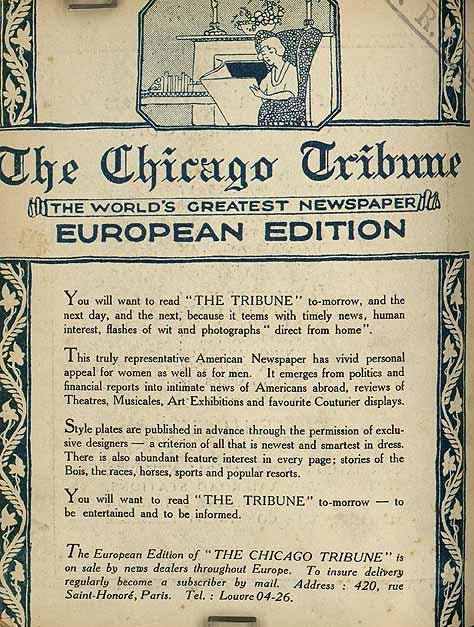 R.
The Chicago Tribune
THE WORLD'S GREATEST NEWSPAPER
EUROPEAN EDITION
You will want to read "THE TRIBUNE" to-morrow, and the
next day, and the next, because it teems with timely news, human
interest, flashes of wit and photographs " direct from home".
This truly representative American Newspaper has vivid personal
appeal for women as well as for men. It emerges from politics and
financial reports into intimate news of Americans abroad, reviews of
Theatres, Musicales, Art Exhibitions and favourite Couturier displays.
Style plates are published in advance through the permission of exclu-
sive designers — a criterion of all that is newest and smartest in dress.
There is also abundant feature interest in every page; stories of the
Bois, the races, horses, sports and popular resorts.
You will want to read "THE TRIBUNE" to-morrow — to
be entertained and to be informed.
The European Edition of "THE CHICAGO TRIBUNE" is
on sale by news dealers throughout Europe. To insure delivery
regularly become a subscriber by mail. Address : 420, rue
Saint-Honoré, Paris. Tel. : Louvre 04-26.